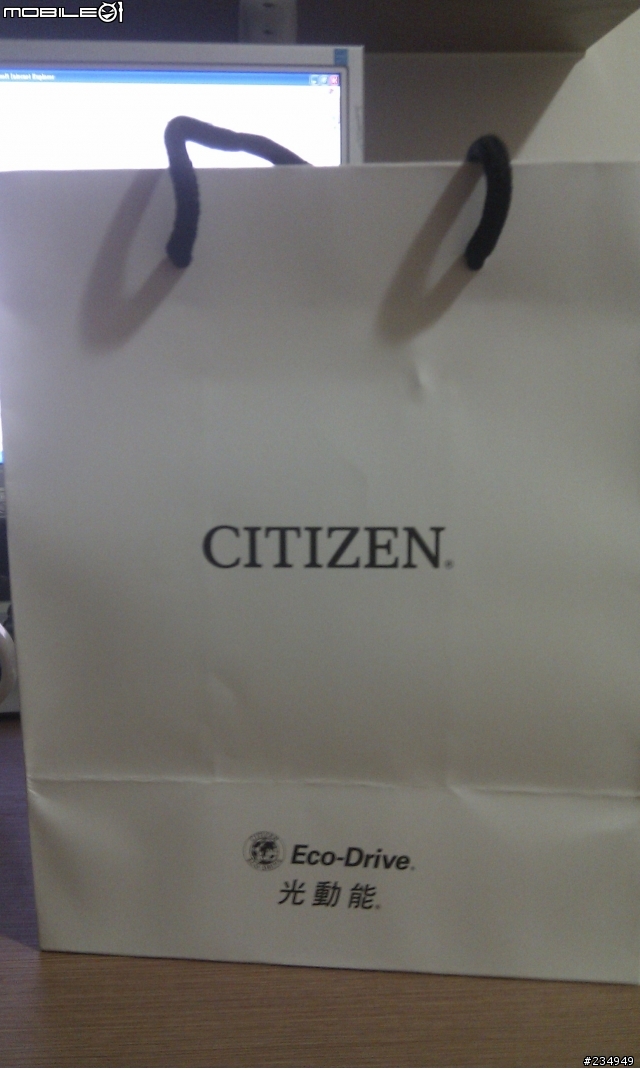 MOBILE01
CITIZEN®
Eco-Drive®
光動能®
#234949